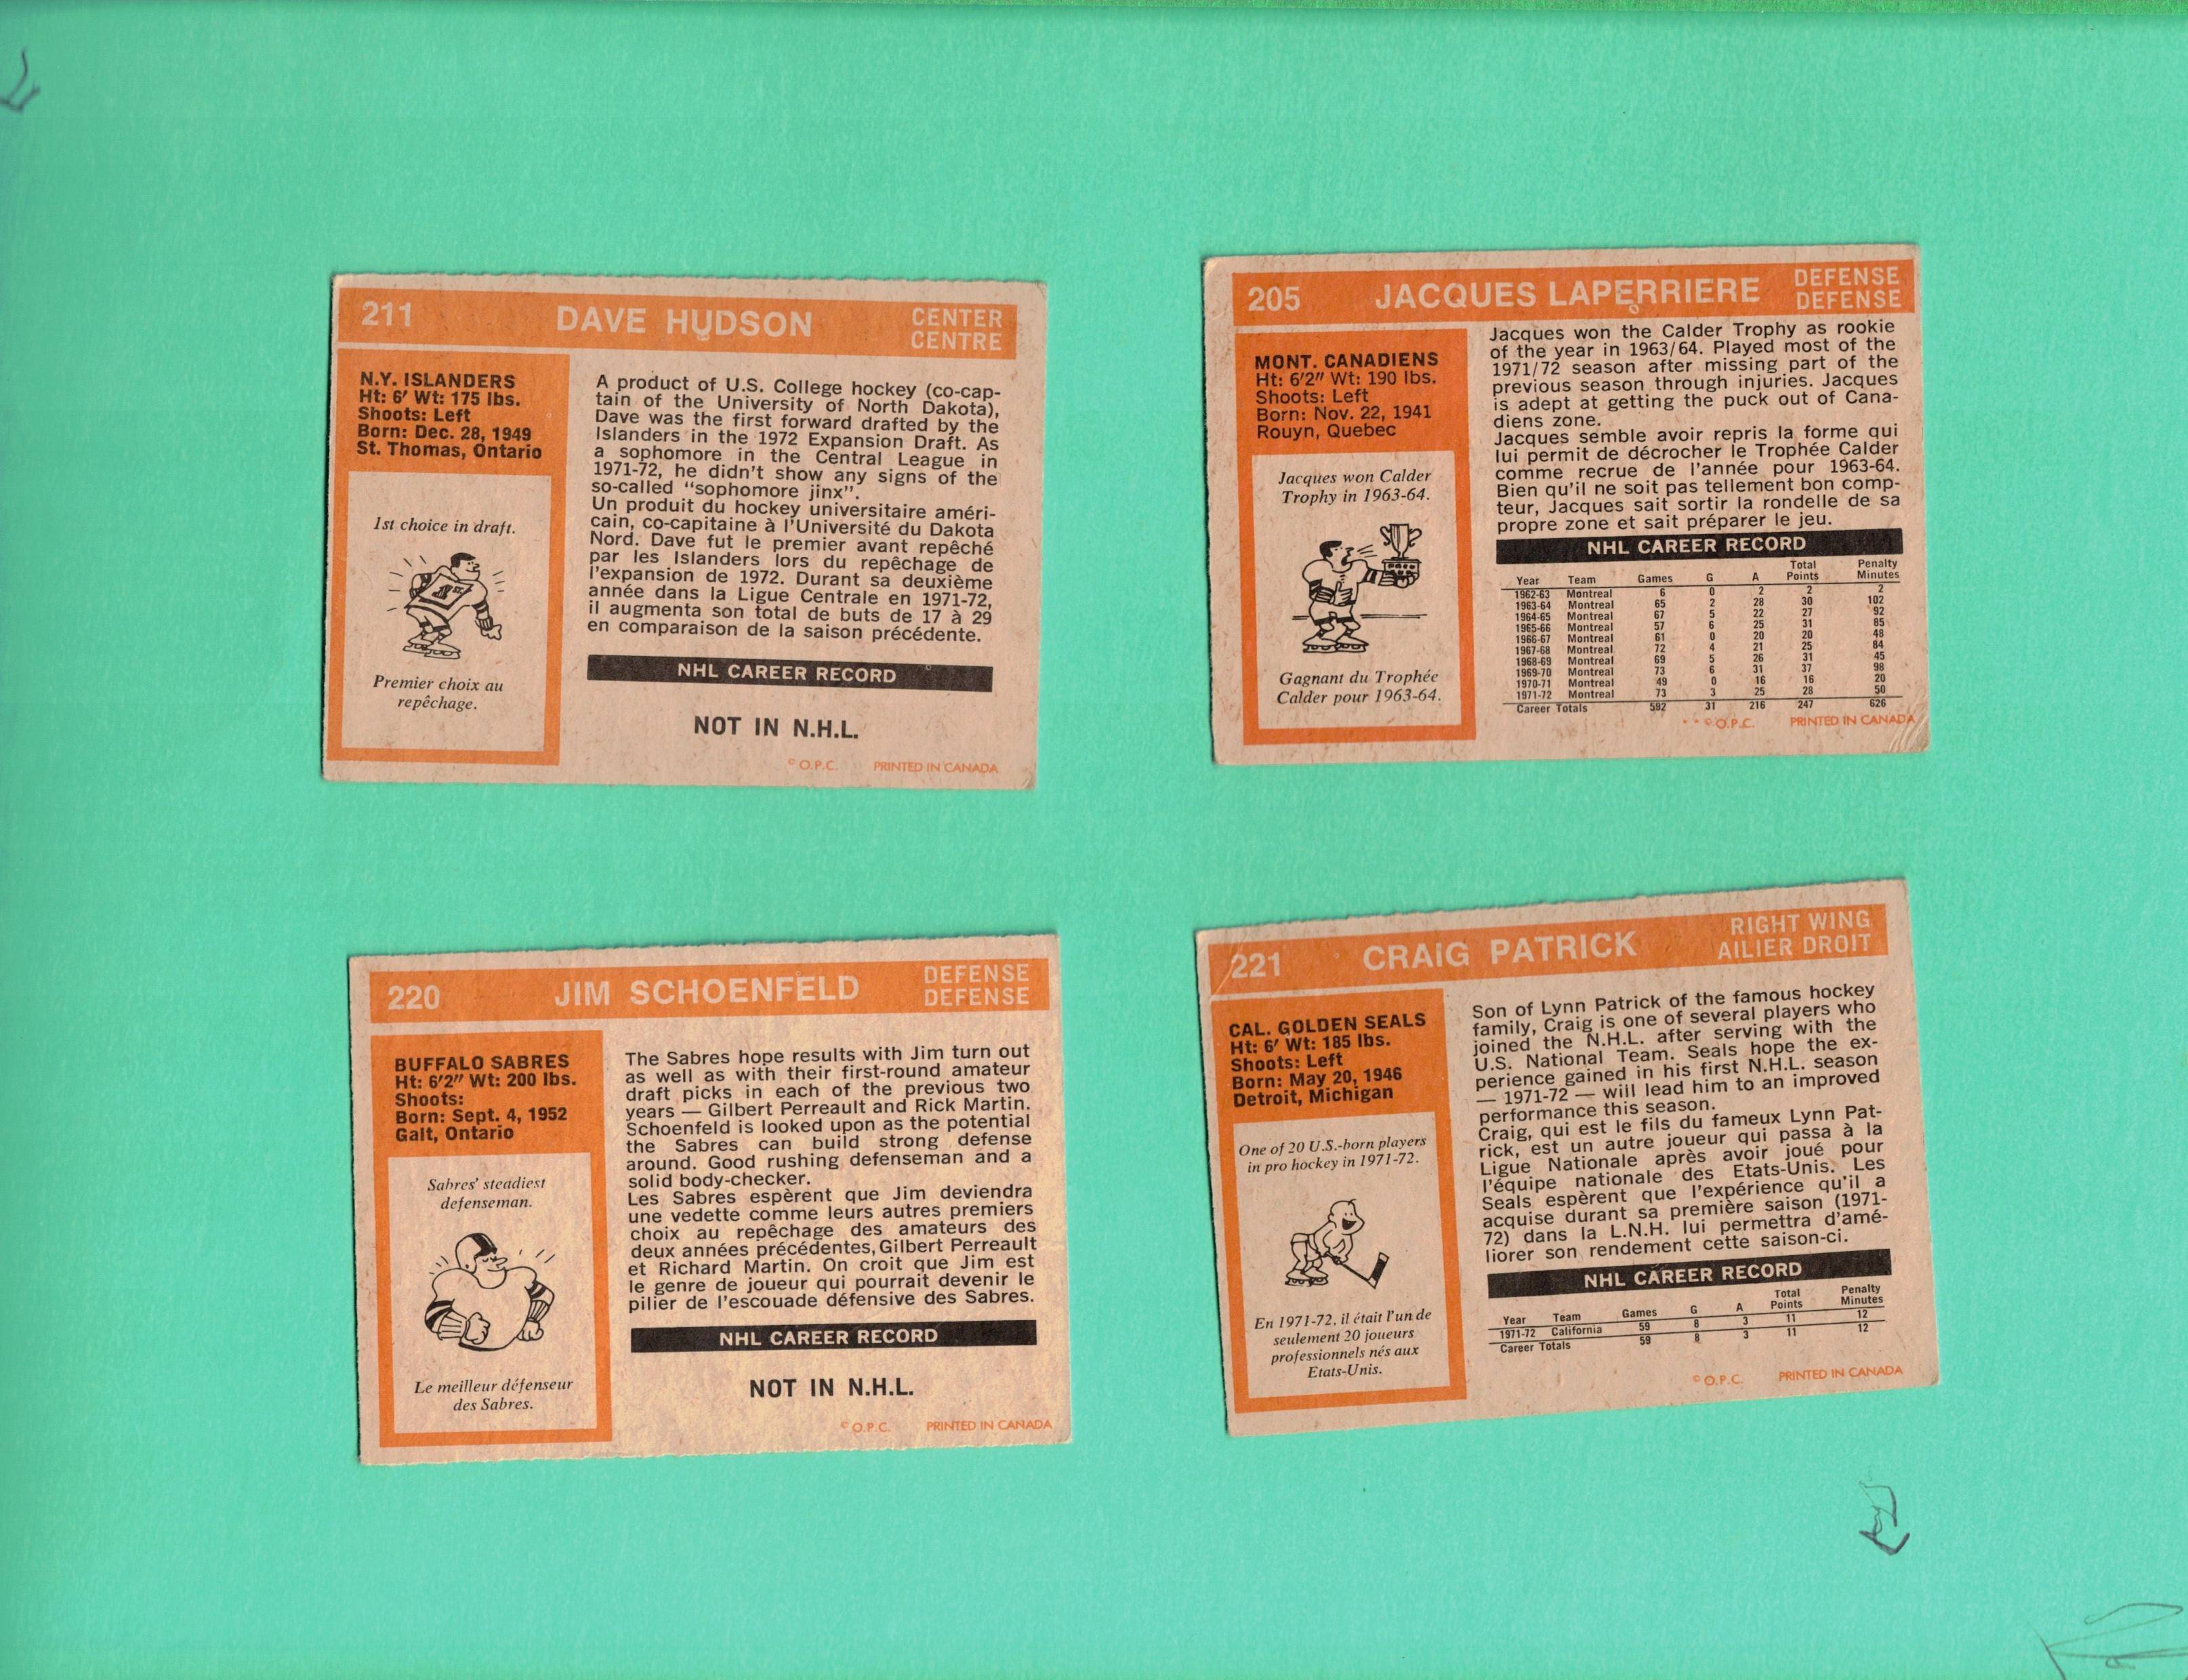 211 DAVE HUDSON CENTER
CENTRE
N.Y. ISLANDERS
Ht: 6' Wt: 175 lbs.
Shoots: Left
Born: Dec. 28, 1949
St. Thomas, Ontario
1st choice in draft.
1st
Premier choix au
repêchage.
A product of U.S. College hockey (co-cap-
tain of the University of North Dakota),
Dave was the first forward drafted by the
Islanders in the 1972 Expansion Draft. As
a sophomore in the Central League in
1971-72, he didn't show any signs of the
so-called "sophomore jinx".
Un produit du hockey universitaire améri-
cain, co-capitaine à l'Université du Dakota
Nord. Dave fut le premier avant repêché
par les Islanders lors du repêchage de
l'expansion de 1972. Durant sa deuxième
année dans la Ligue Centrale en 1971-72,
il augmenta son total de buts de 17 à 29
en comparaison de la saison précédente.
NHL CAREER RECORD
NOT IN N.H.L.
© O.P.C. PRINTED IN CANADA
205 JACQUES LAPERRIERE DEFENSE
DEFENSE
MONT. CANADIENS
Ht: 6'2" Wt: 190 lbs.
Shoots: Left
Born: Nov. 22, 1941
Rouyn, Quebec
Jacques won Calder
Trophy in 1963-64.
Gagnant du Trophée
Calder pour 1963-64.
Jacques won the Calder Trophy as rookie
of the year in 1963/64. Played most of the
1971/72 season after missing part of the
previous season through injuries. Jacques
is adept at getting the puck out of Cana-
diens zone.
Jacques semble avoir repris la forme qui
lui permit de décrocher le Trophée Calder
comme recrue de l'année pour 1963-64.
Bien qu'il ne soit pas tellement bon comp-
teur, Jacques sait sortir la rondelle de sa
propre zone et sait préparer le jeu.
NHL CAREER RECORD
Year Team Games G A Total Points Penalty Minutes
1962-63 Montreal 6 0 2 2 2
1963-64 Montreal 65 2 28 30 102
1964-65 Montreal 67 5 22 27 92
1965-66 Montreal 57 6 25 31 85
1966-67 Montreal 61 0 20 20 48
1967-68 Montreal 72 4 21 25 84
1968-69 Montreal 69 5 26 31 45
1969-70 Montreal 73 6 31 37 98
1970-71 Montreal 49 0 16 16 20
1971-72 Montreal 73 3 25 28 50
Career Totals 592 31 216 247 626
* * © O.P.C. PRINTED IN CANADA
220 JIM SCHOENFELD DEFENSE
DEFENSE
BUFFALO SABRES
Ht: 6'2" Wt: 200 lbs.
Shoots:
Born: Sept. 4, 1952
Galt, Ontario
Sabres' steadiest
defenseman.
Le meilleur défenseur
des Sabres.
The Sabres hope results with Jim turn out
as well as with their first-round amateur
draft picks in each of the previous two
years — Gilbert Perreault and Rick Martin.
Schoenfeld is looked upon as the potential
the Sabres can build strong defense
around. Good rushing defenseman and a
solid body-checker.
Les Sabres espèrent que Jim deviendra
une vedette comme leurs autres premiers
choix au repêchage des amateurs des
deux années précédentes, Gilbert Perreault
et Richard Martin. On croit que Jim est
le genre de joueur qui pourrait devenir le
pilier de l'escouade défensive des Sabres.
NHL CAREER RECORD
NOT IN N.H.L.
© O.P.C. PRINTED IN CANADA
221 CRAIG PATRICK RIGHT WING
AILIER DROIT
CAL. GOLDEN SEALS
Ht: 6' Wt: 185 lbs.
Shoots: Left
Born: May 20, 1946
Detroit, Michigan
One of 20 U.S.-born players
in pro hockey in 1971-72.
En 1971-72, il était l'un de
seulement 20 joueurs
professionnels nés aux
Etats-Unis.
Son of Lynn Patrick of the famous hockey
family, Craig is one of several players who
joined the N.H.L. after serving with the
U.S. National Team. Seals hope the ex-
perience gained in his first N.H.L. season
— 1971-72 — will lead him to an improved
performance this season.
Craig, qui est le fils du fameux Lynn Pat-
rick, est un autre joueur qui passa à la
Ligue Nationale après avoir joué pour
l'équipe nationale des Etats-Unis. Les
Seals espèrent que l'expérience qu'il a
acquise durant sa première saison (1971-
72) dans la L.N.H. lui permettra d'amé-
liorer son rendement cette saison-ci.
NHL CAREER RECORD
Year Team Games G A Total Points Penalty Minutes
1971-72 California 59 8 3 11 12
Career Totals 59 8 3 11 12
© O.P.C. PRINTED IN CANADA